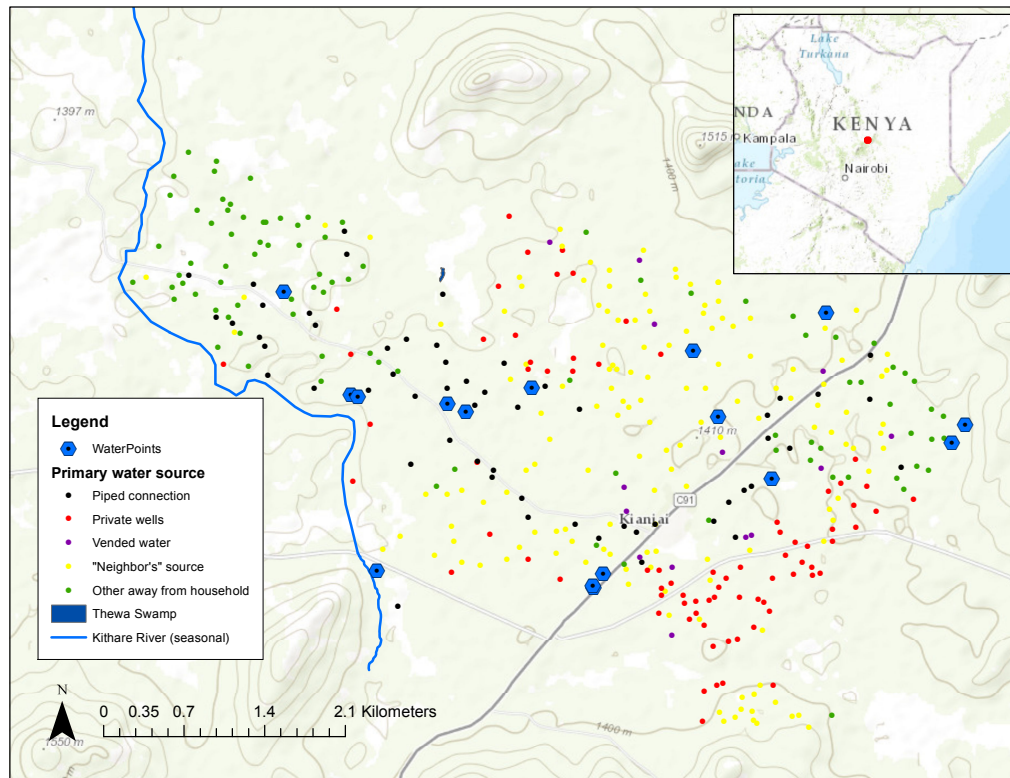 1397 m
1515 m
1400 m
Lake
Turkana
NDA
KENYA
Kampala
Lake
toria
Nairobi
1410 m
C91
Kianjai
Legend
WaterPoints
Primary water source
Piped connection
Private wells
Vended water
"Neighbor's" source
Other away from household
Thewa Swamp
Kithare River (seasonal)
N
0 0.35 0.7 1.4 2.1 Kilometers
1400 m
1550 m